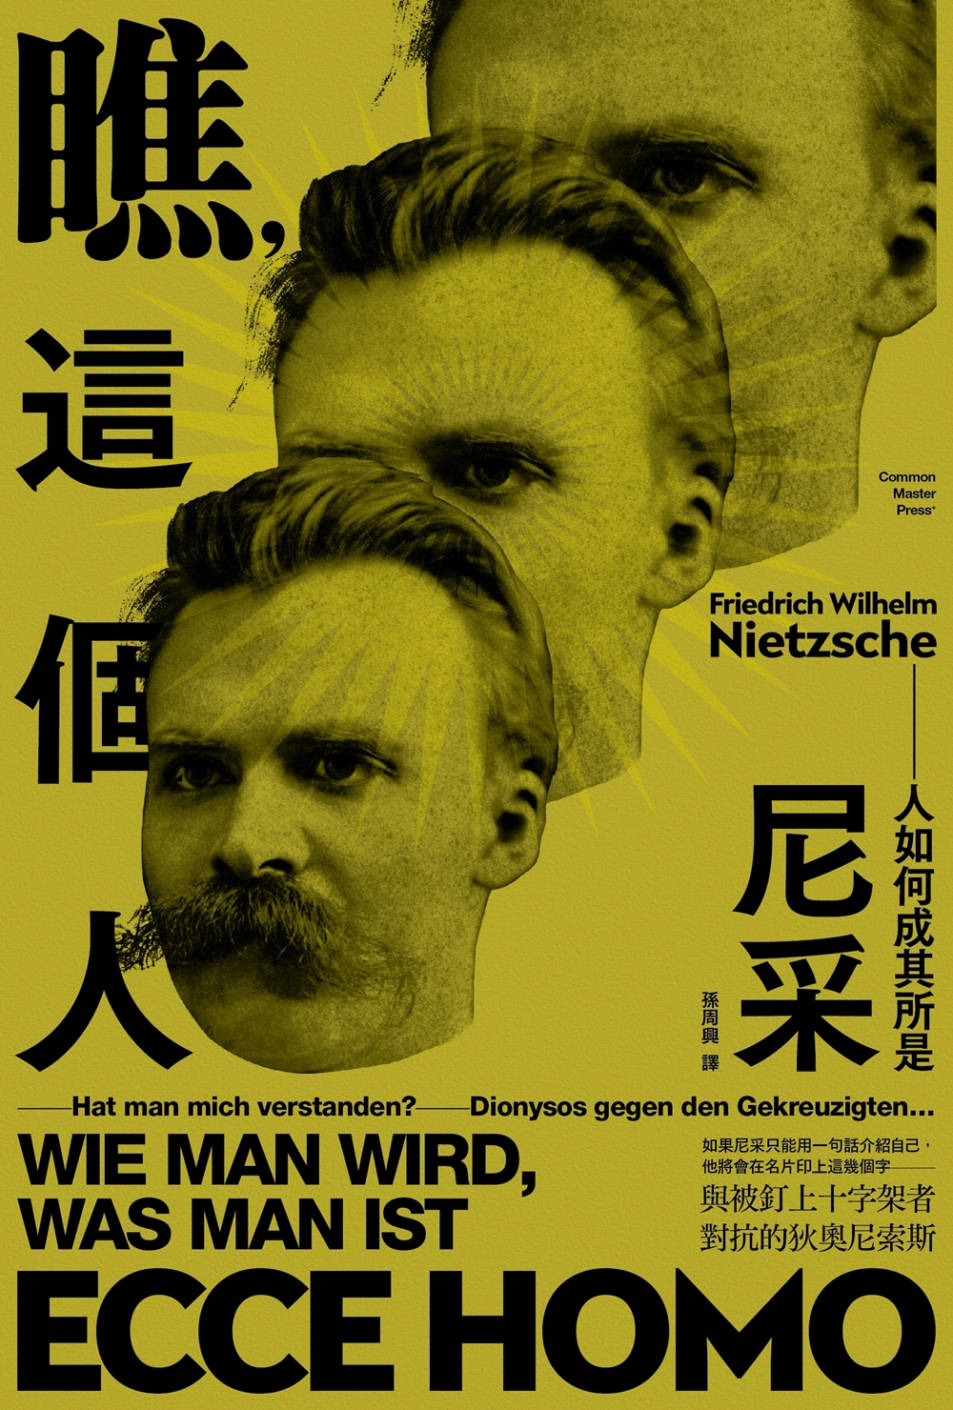 瞧，
這
個
人
Common
Master
Press+
Friedrich Wilhelm
Nietzsche
人如何成其所是
尼采
孫周興 譯
——Hat man mich verstanden?——Dionysos gegen den Gekreuzigten...
WIE MAN WIRD,
WAS MAN IST
如果尼采只能用一句話介紹自己，
他將會在名片印上這幾個字——
與被釘上十字架者
對抗的狄奧尼索斯
ECCE HOMO